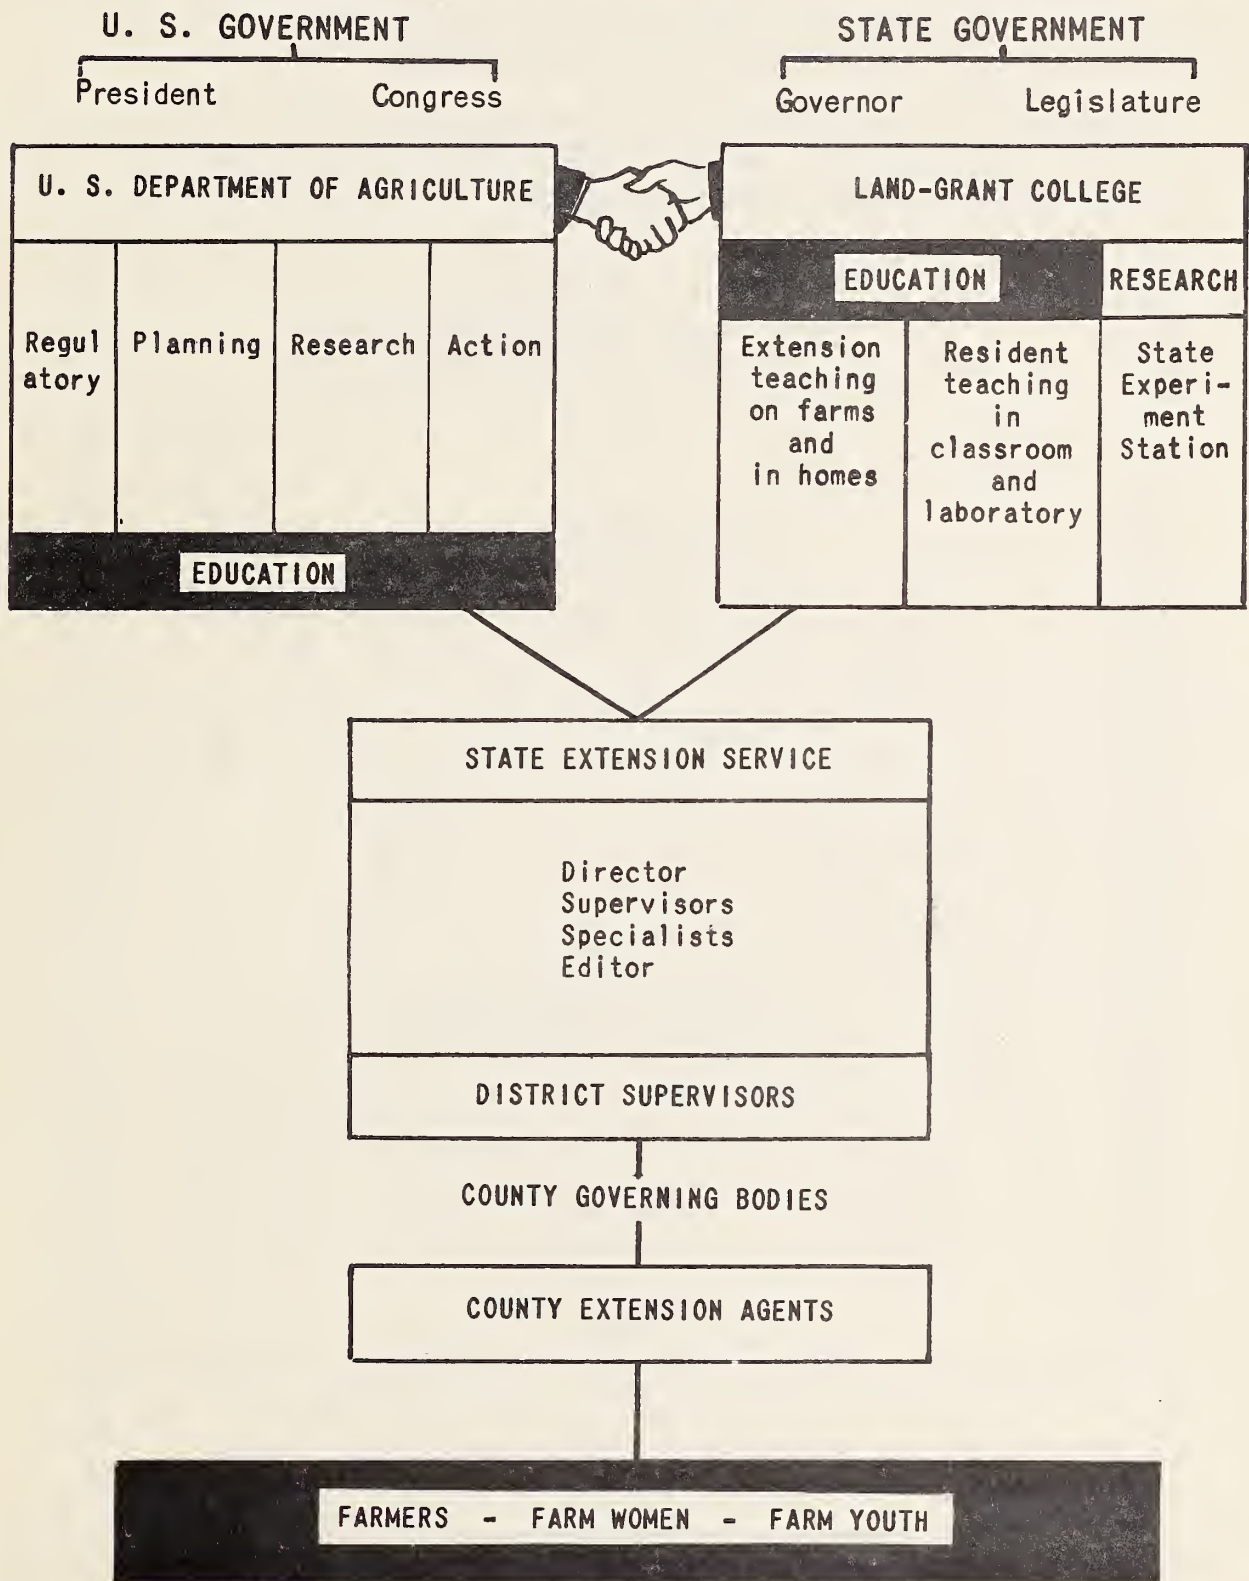 U. S. GOVERNMENT
President Congress
STATE GOVERNMENT
Governor Legislature
U. S. DEPARTMENT OF AGRICULTURE
Regul
atory
Planning
Research
Action
EDUCATION
LAND-GRANT COLLEGE
EDUCATION
RESEARCH
Extension
teaching
on farms
and
in homes
Resident
teaching
in
classroom
and
laboratory
State
Experi-
ment
Station
STATE EXTENSION SERVICE
Director
Supervisors
Specialists
Editor
DISTRICT SUPERVISORS
COUNTY GOVERNING BODIES
COUNTY EXTENSION AGENTS
FARMERS - FARM WOMEN - FARM YOUTH